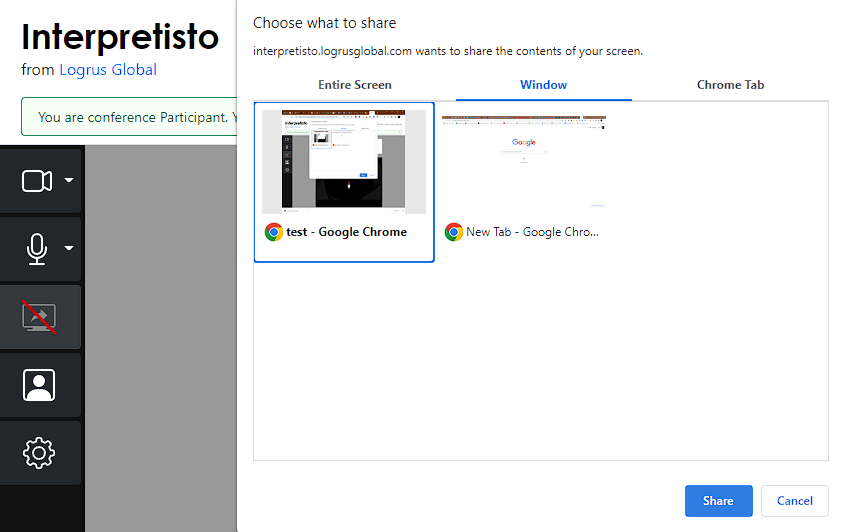 Interpretisto
from Logrus Global
You are conference Participant.
Choose what to share
interpretisto.logrusglobal.com wants to share the contents of your screen.
Entire Screen
Window
Chrome Tab
Google
test - Google Chrome
New Tab - Google Chro...
Share
Cancel